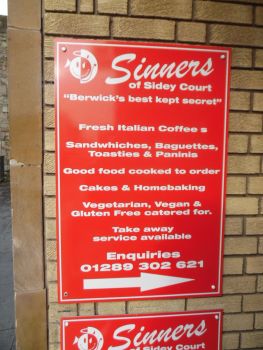 Sinners
of Sidey Court
"Berwick's best kept secret"
Fresh Italian Coffee s
Sandwhiches, Baguettes,
Toasties & Paninis
Good food cooked to order
Cakes & Homebaking
Vegetarian, Vegan &
Gluten Free catered for.
Take away
service available
Enquiries
01289 302 621
Sinners
of Sidey Court